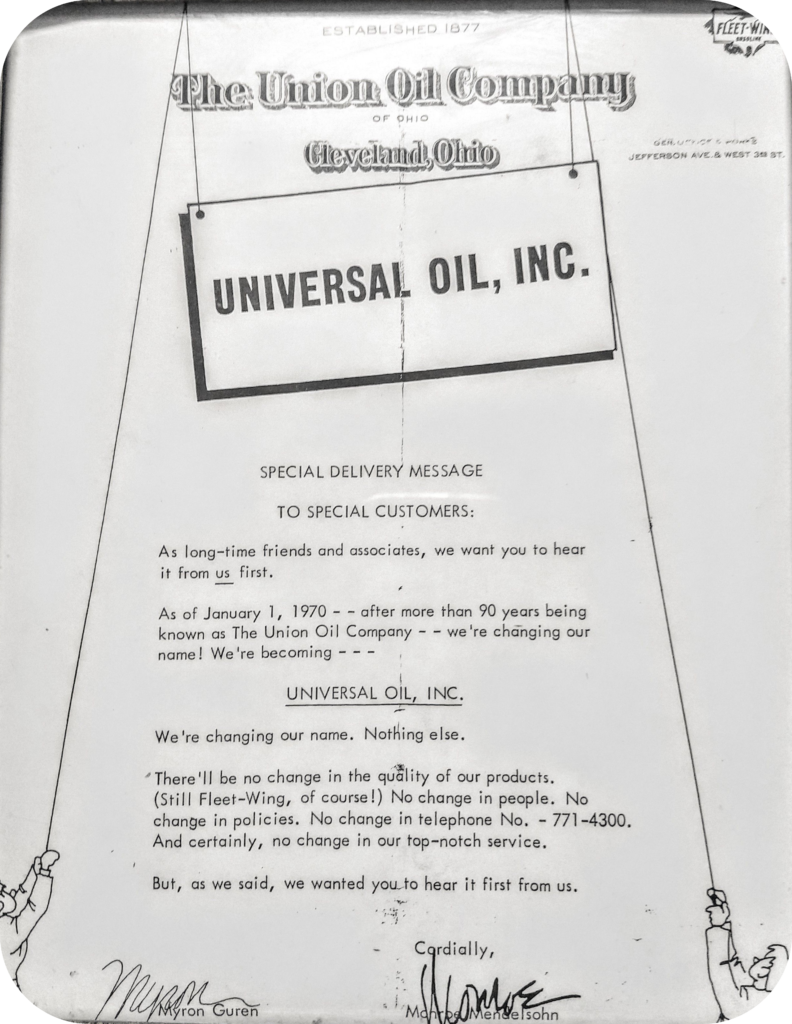 ESTABLISHED 1877
FLEET-WIN
GASOLINE
The Union Oil Company
OF OHIO
Cleveland, Ohio
JEFFERSON AVE. & WEST 3RD ST.
UNIVERSAL OIL, INC.
SPECIAL DELIVERY MESSAGE
TO SPECIAL CUSTOMERS:
As long-time friends and associates, we want you to hear
it from us first.
As of January 1, 1970 - - after more than 90 years being
known as The Union Oil Company - - we're changing our
name! We're becoming - - -
UNIVERSAL OIL, INC.
We're changing our name. Nothing else.
There'll be no change in the quality of our products.
(Still Fleet-Wing, of course!) No change in people. No
change in policies. No change in telephone No. - 771-4300.
And certainly, no change in our top-notch service.
But, as we said, we wanted you to hear it first from us.
Cordially,
Myron Monroe
Myron Guren Monroe Mendelsohn